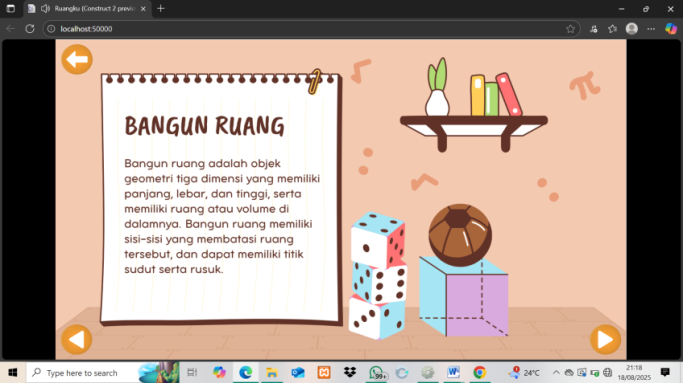 Ruangku (Construct 2 previe
localhost:50000
BANGUN RUANG
Bangun ruang adalah objek
geometri tiga dimensi yang memiliki
panjang, lebar, dan tinggi, serta
memiliki ruang atau volume di
dalamnya. Bangun ruang memiliki
sisi-sisi yang membatasi ruang
tersebut, dan dapat memiliki titik
sudut serta rusuk.
π
Type here to search
99+
24°C
21:18
18/08/2025